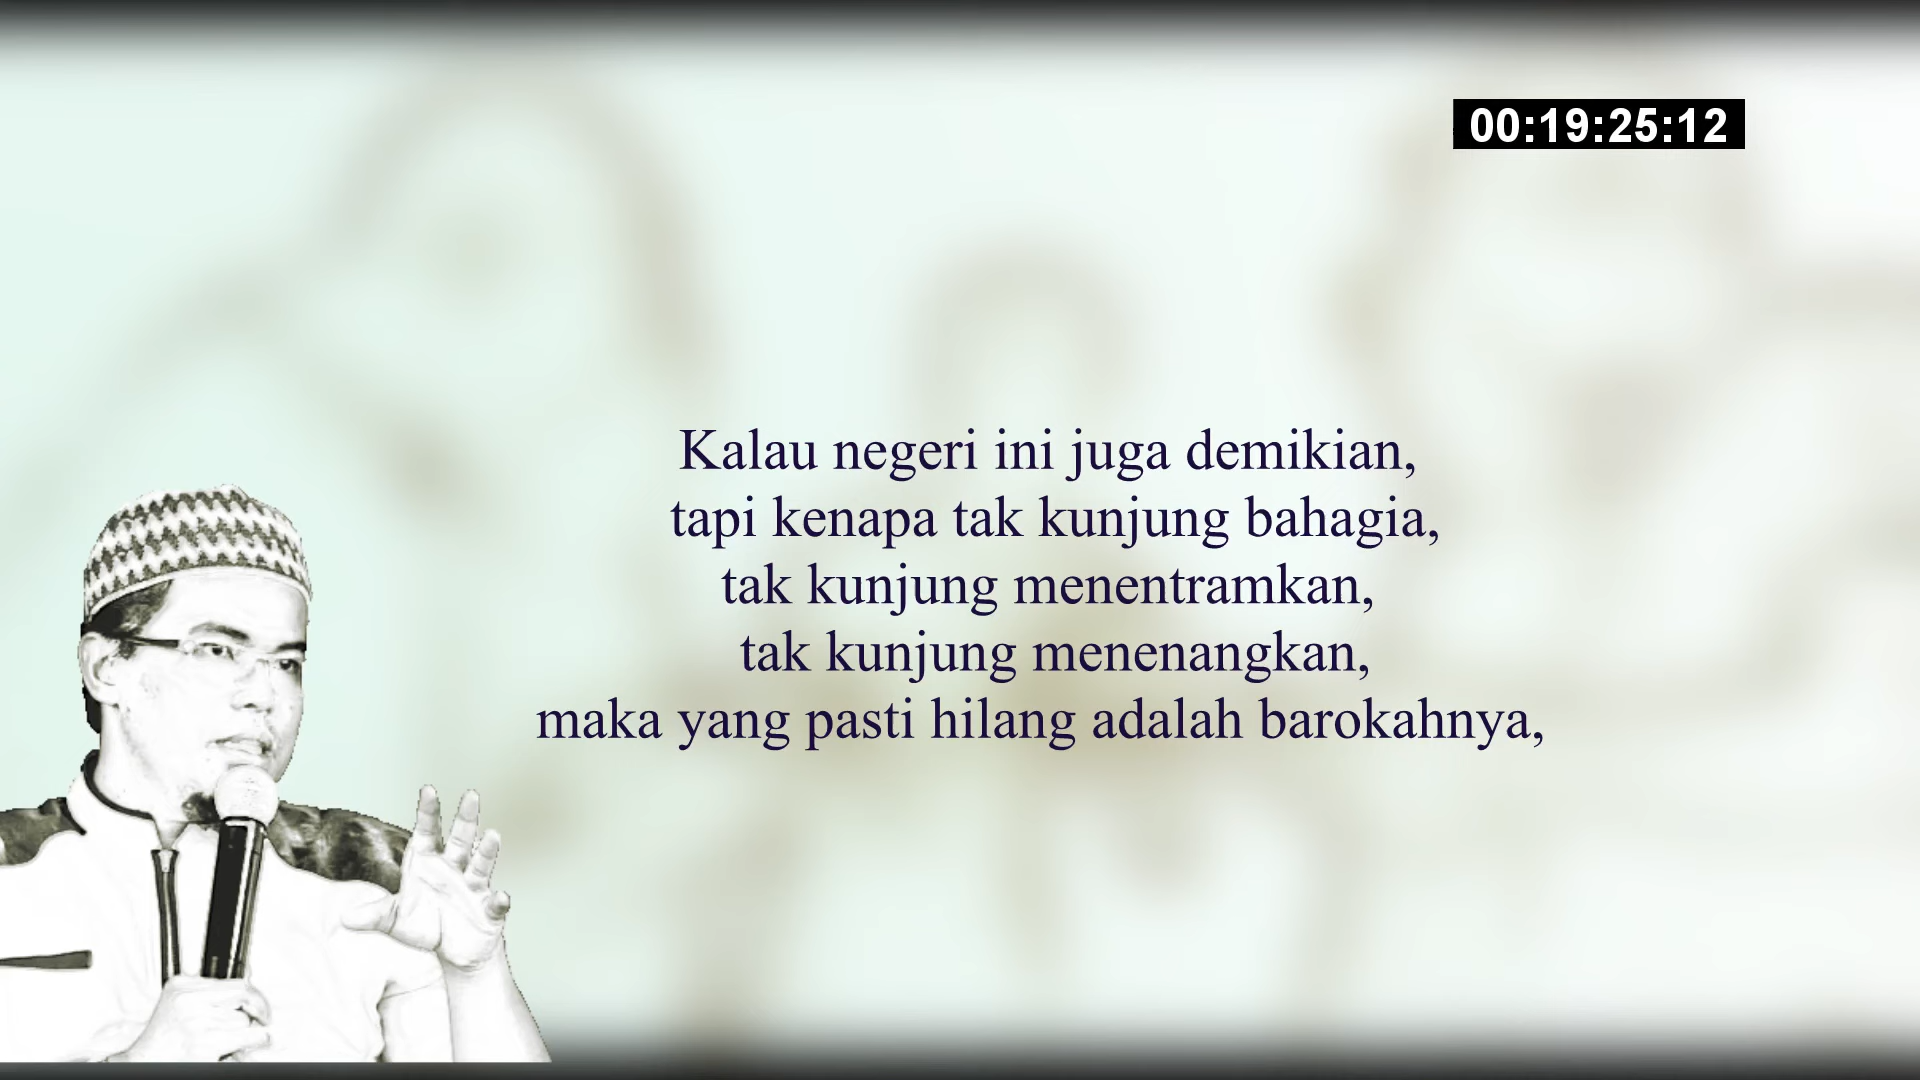 00:19:25:12
Kalau negeri ini juga demikian,
tapi kenapa tak kunjung bahagia,
tak kunjung menentramkan,
tak kunjung menenangkan,
maka yang pasti hilang adalah barokahnya,